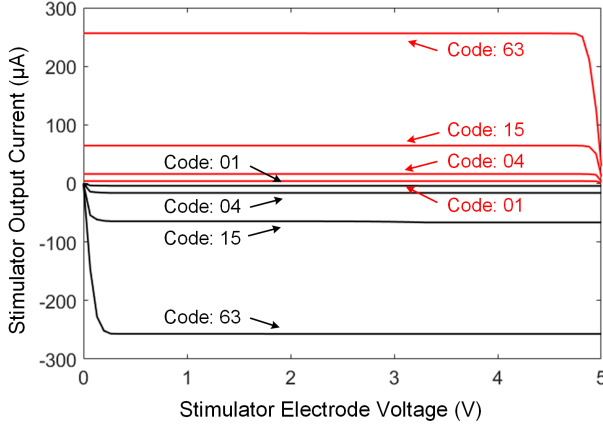 300
200
100
0
-100
-200
-300
Stimulator Output Current (μA)
Code: 63
Code: 15
Code: 01
Code: 04
Code: 04
Code: 01
Code: 15
Code: 63
0
1
2
3
4
5
Stimulator Electrode Voltage (V)